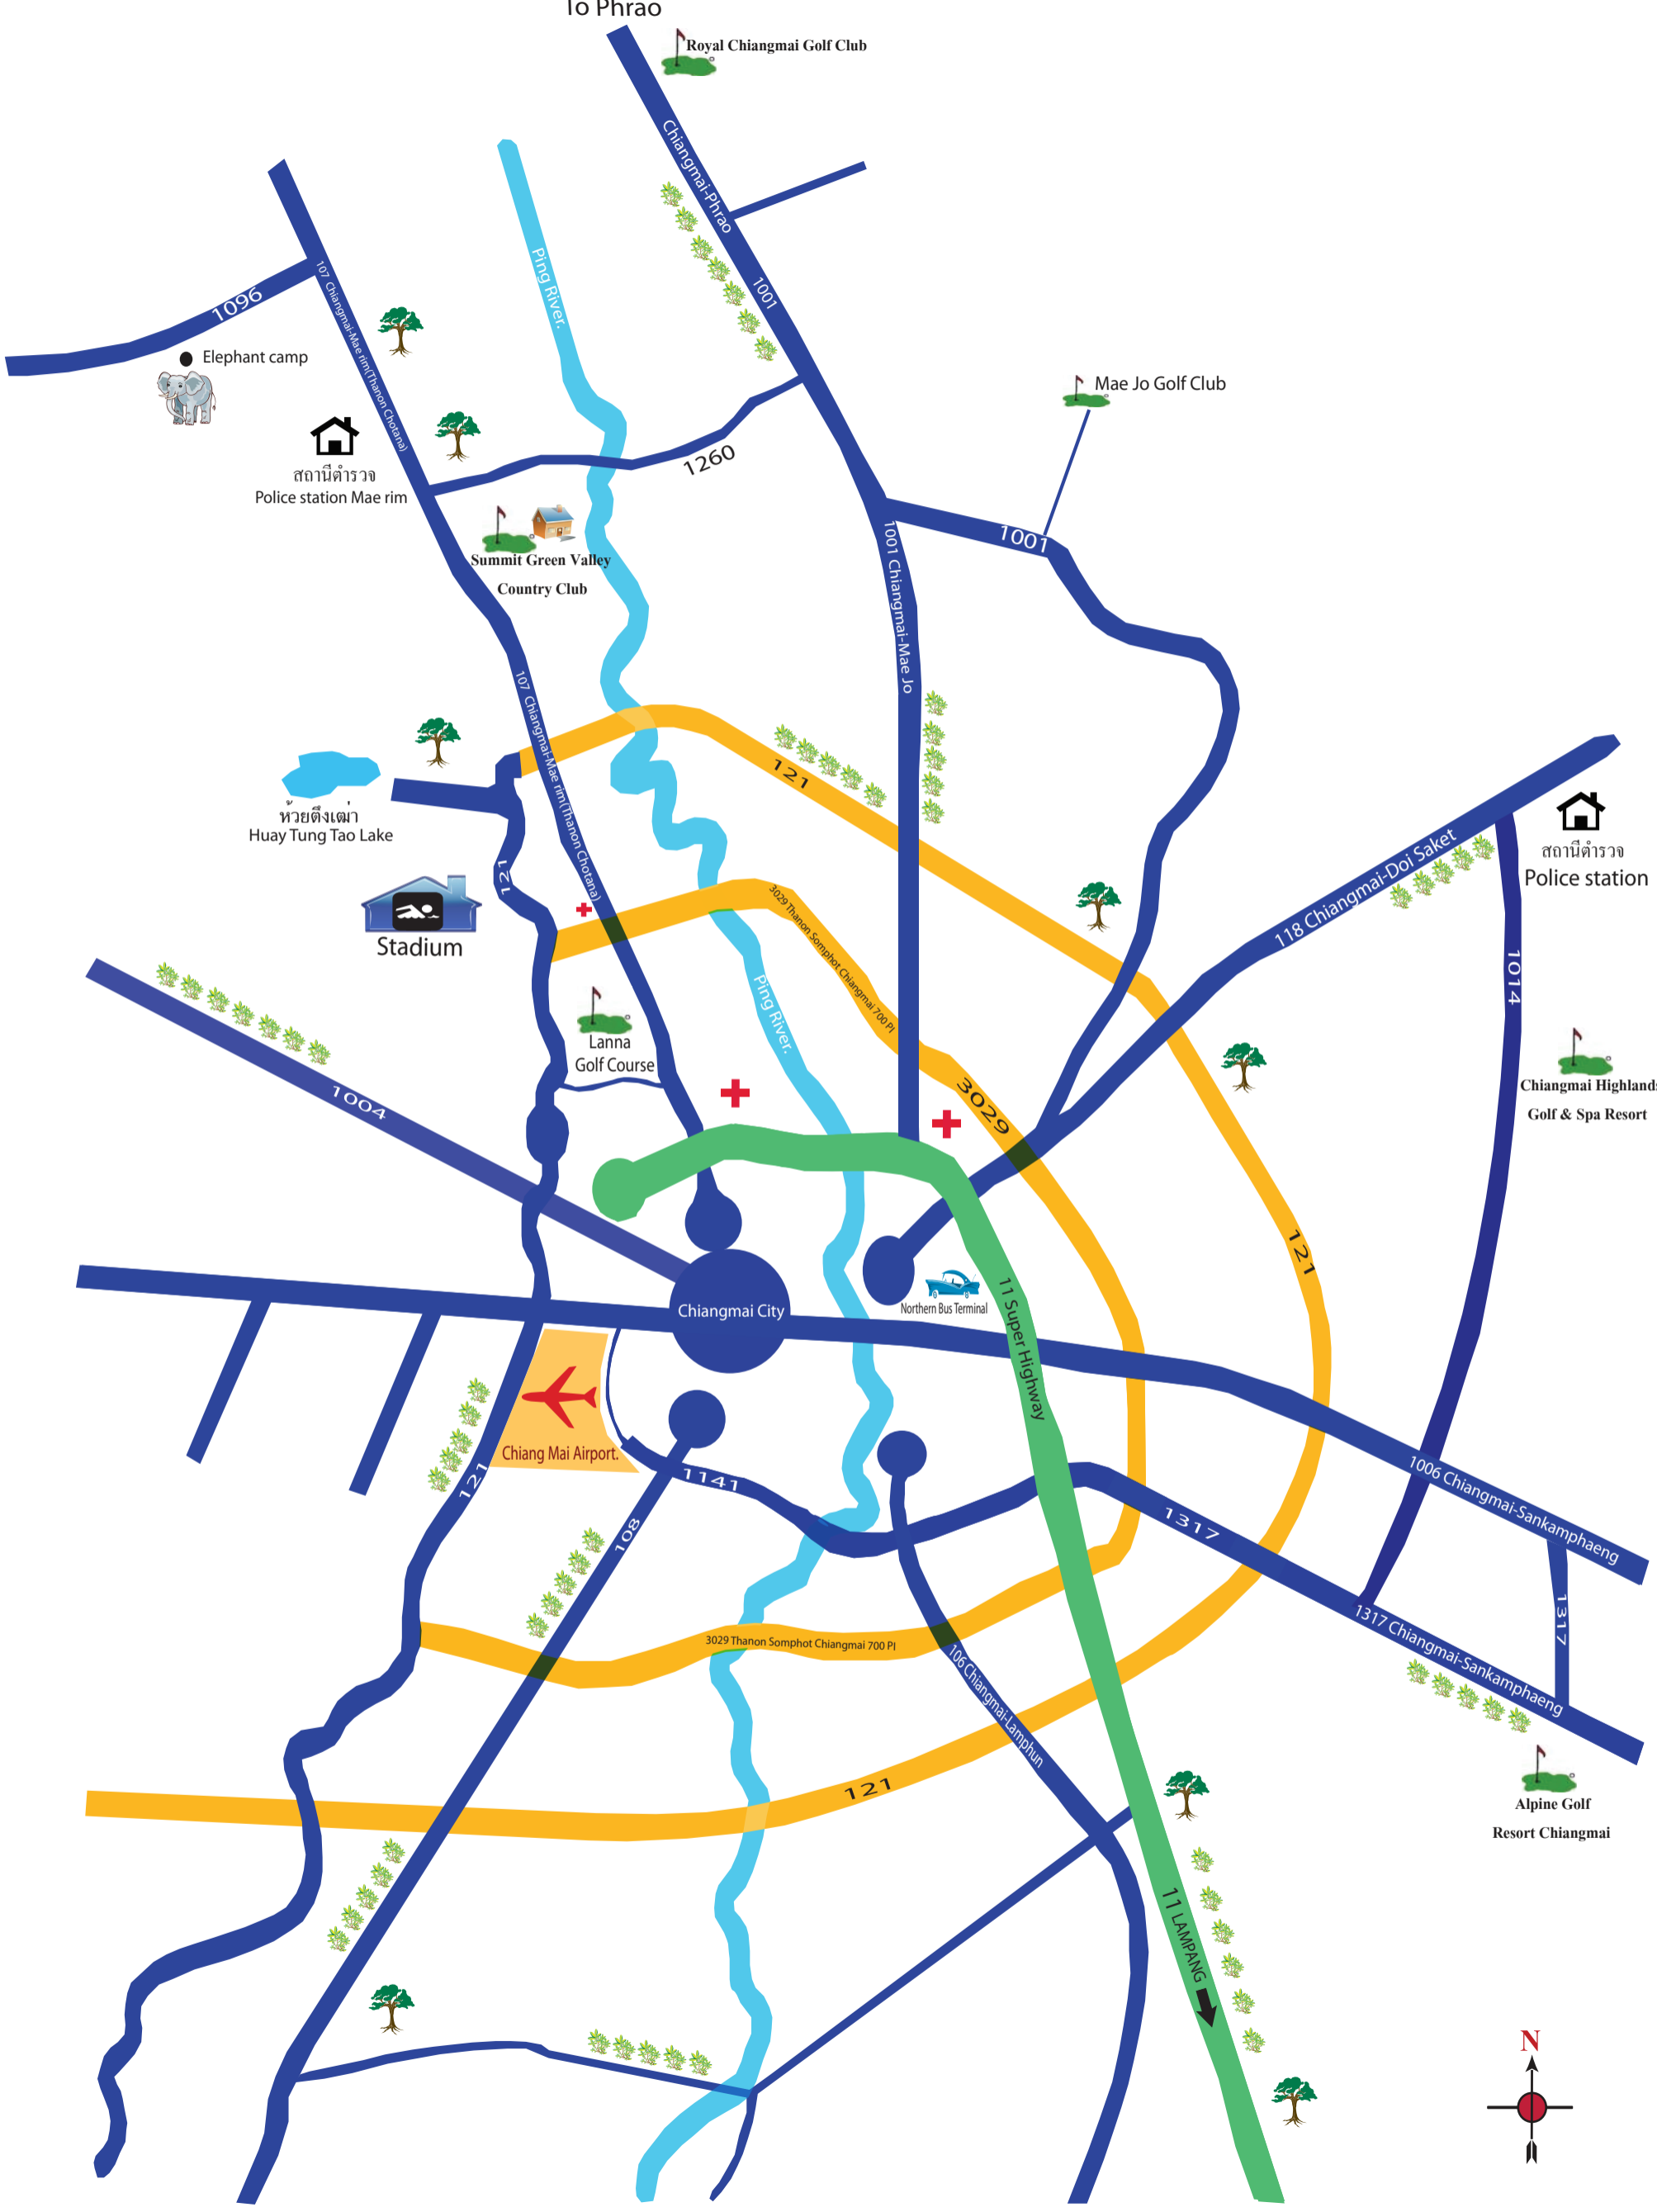 To Phrao
Royal Chiangmai Golf Club
Chiangmai-Phrao
1001
Ping River.
1096
107 Chiangmai-Mae rim(Thanon Chotana)
Elephant camp
Mae Jo Golf Club
สถานีตำรวจ
Police station Mae rim
1260
1001
Summit Green Valley
Country Club
1001 Chiangmai-Mae Jo
107 Chiangmai-Mae rim(Thanon Chotana)
121
ห้วยตึงเฒ่า
Huay Tung Tao Lake
121
118 Chiangmai-Doi Saket
สถานีตำรวจ
Police station
Stadium
3029 Thanon Somphot Chiangmai 700 PI
1014
Ping River.
Lanna
Golf Course
1004
3029
Chiangmai Highlands
Golf & Spa Resort
121
Chiangmai City
Northern Bus Terminal
11 Super Highway
Chiang Mai Airport.
121
1141
108
1317
1006 Chiangmai-Sankamphaeng
1317
1317 Chiangmai-Sankamphaeng
3029 Thanon Somphot Chiangmai 700 PI
106 Chiangmai-Lamphun
121
Alpine Golf
Resort Chiangmai
11 LAMPANG
N